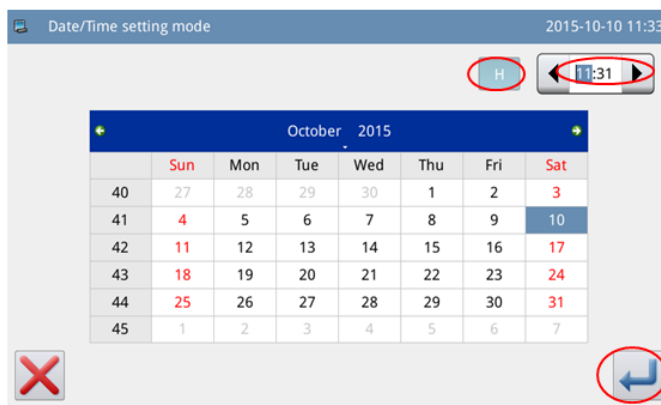 Date/Time setting mode 2015-10-10 11:33
H 11:31
October 2015
Sun Mon Tue Wed Thu Fri Sat
40 27 28 29 30 1 2 3
41 4 5 6 7 8 9 10
42 11 12 13 14 15 16 17
43 18 19 20 21 22 23 24
44 25 26 27 28 29 30 31
45 1 2 3 4 5 6 7